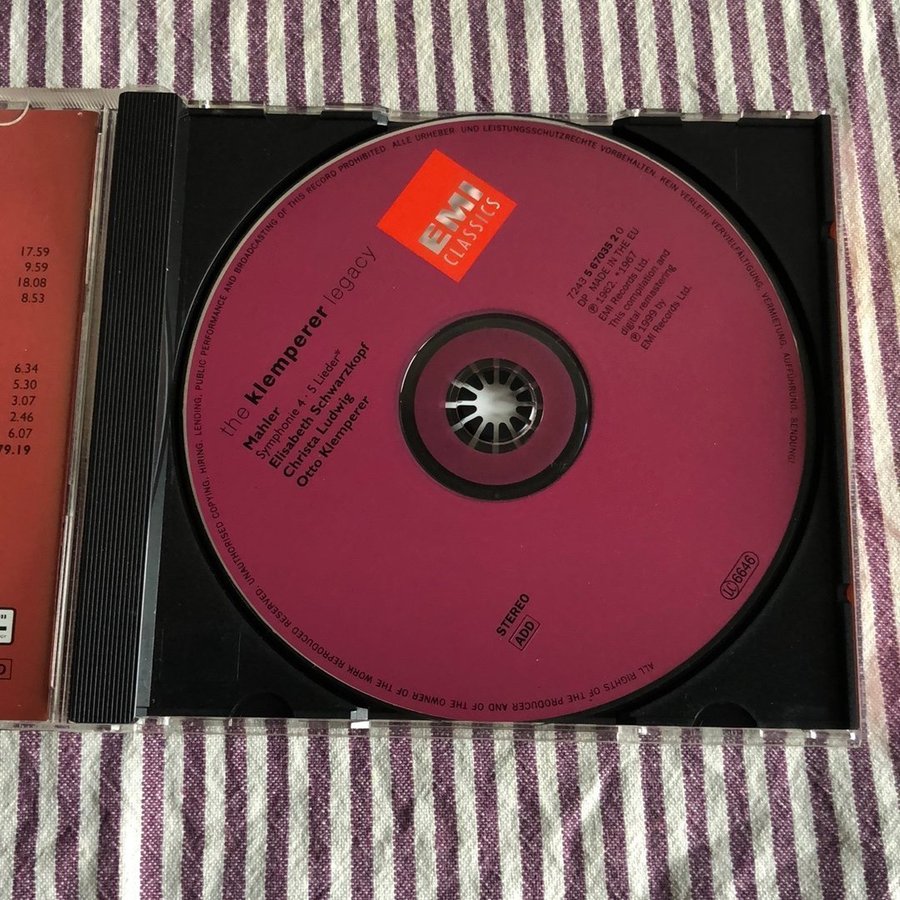 17.59
9.59
18.08
8.53
6.34
5.30
3.07
2.46
6.07
79.19
EMI
CLASSICS
the klemperer legacy
Mahler
Symphonie 4 · 5 Lieder*
Elisabeth Schwarzkopf
Christa Ludwig
Otto Klemperer
7243 5 67035 2 0
OP. MADE IN THE EU
℗ 1962 *1967
EMI Records Ltd.
This compilation and
digital remastering
℗ 1999 by
EMI Records Ltd.
STEREO
ADD
LC 6646
ALL RIGHTS OF THE PRODUCER AND OF THE OWNER OF THE WORK REPRODUCED RESERVED. UNAUTHORISED COPYING, HIRING, LENDING, PUBLIC PERFORMANCE AND BROADCASTING OF THIS RECORD PROHIBITED. ALLE URHEBER- UND LEISTUNGSSCHUTZRECHTE VORBEHALTEN. KEIN VERLEIH! VERVIELFÄLTIGUNG, VERMIETUNG, AUFFÜHRUNG, SENDUNG!